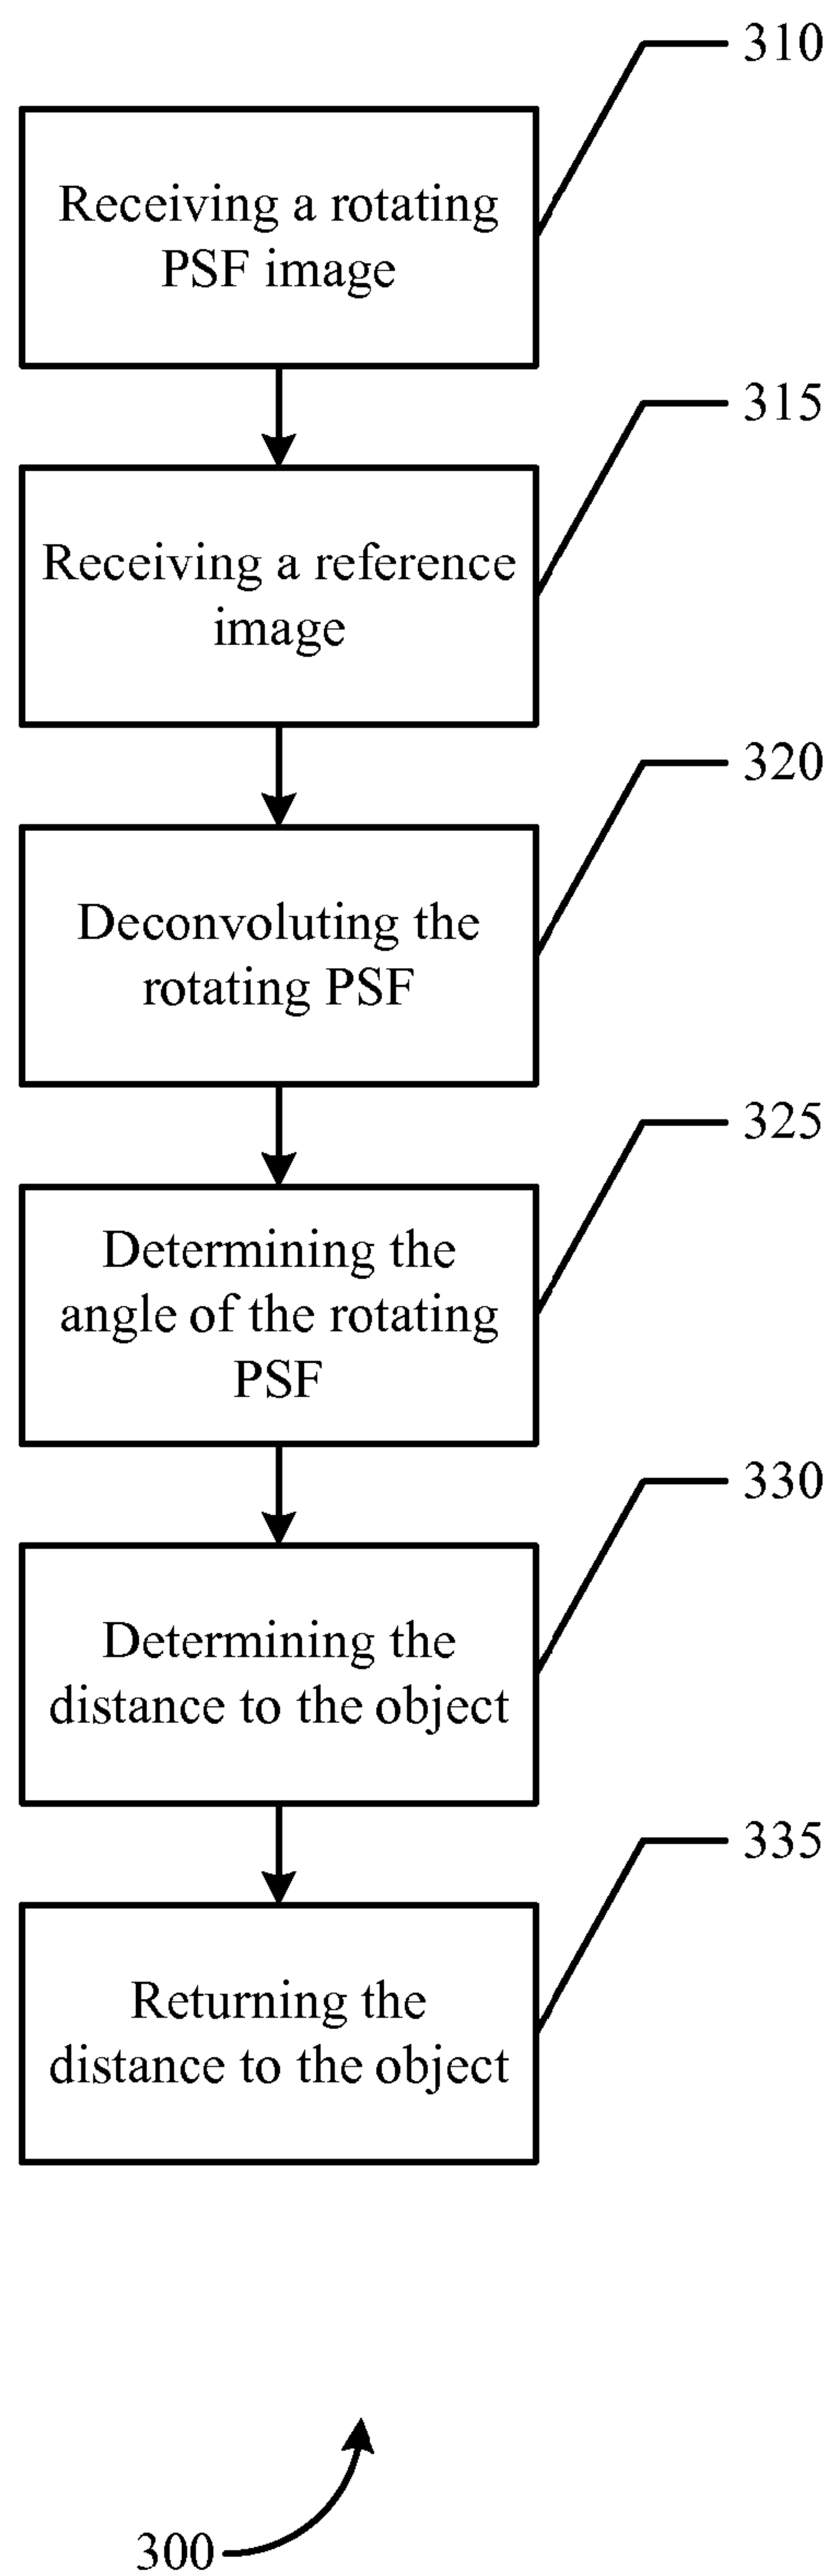 310
Receiving a rotating
PSF image
315
Receiving a reference
image
320
Deconvoluting the
rotating PSF
325
Determining the
angle of the rotating
PSF
330
Determining the
distance to the object
335
Returning the
distance to the object
300